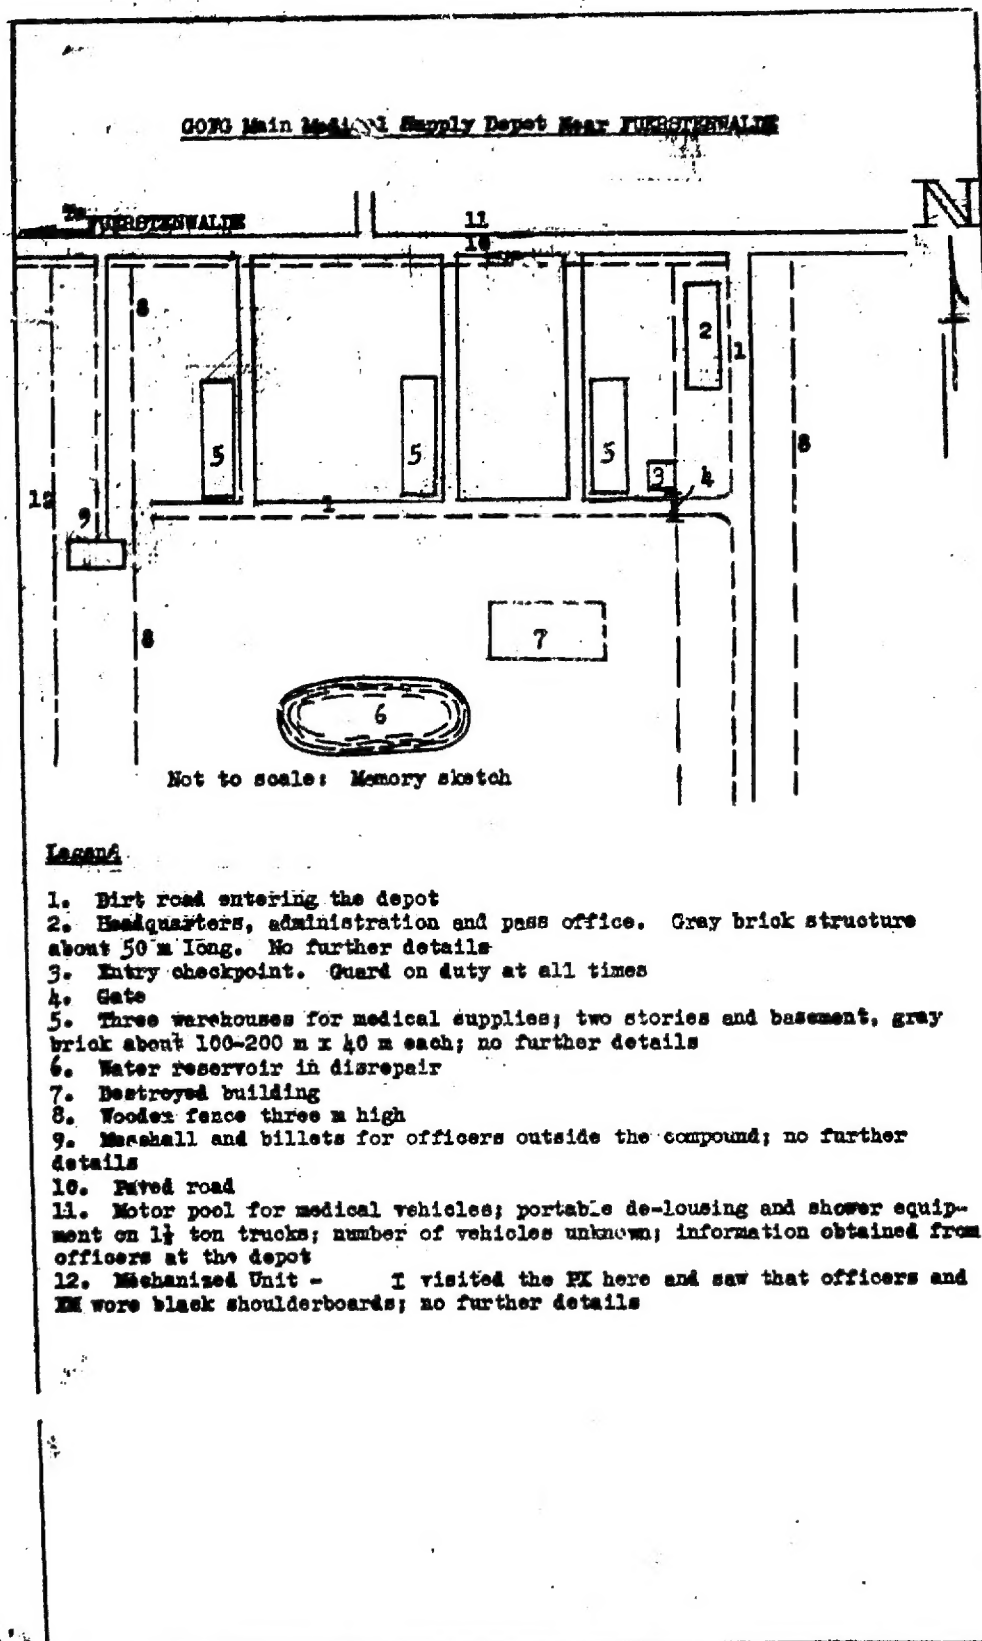 GOFG Main Medical Supply Depot Near FUERSTENWALDE
N
To
FUERSTENWALDE
11
10
8
2
1
5
5
5
3
4
8
12
9
1
8
7
6
Not to scale: Memory sketch
Legend
1. Dirt road entering the depot
2. Headquarters, administration and pass office. Gray brick structure
about 50 m long. No further details
3. Entry checkpoint. Guard on duty at all times
4. Gate
5. Three warehouses for medical supplies; two stories and basement, gray
brick about 100-200 m x 40 m each; no further details
6. Water reservoir in disrepair
7. Destroyed building
8. Wooden fence three m high
9. Messhall and billets for officers outside the compound; no further
details
10. Paved road
11. Motor pool for medical vehicles; portable de-lousing and shower equip-
ment on 1½ ton trucks; number of vehicles unknown; information obtained from
officers at the depot
12. Mechanized Unit - I visited the PX here and saw that officers and
EM wore black shoulderboards; no further details